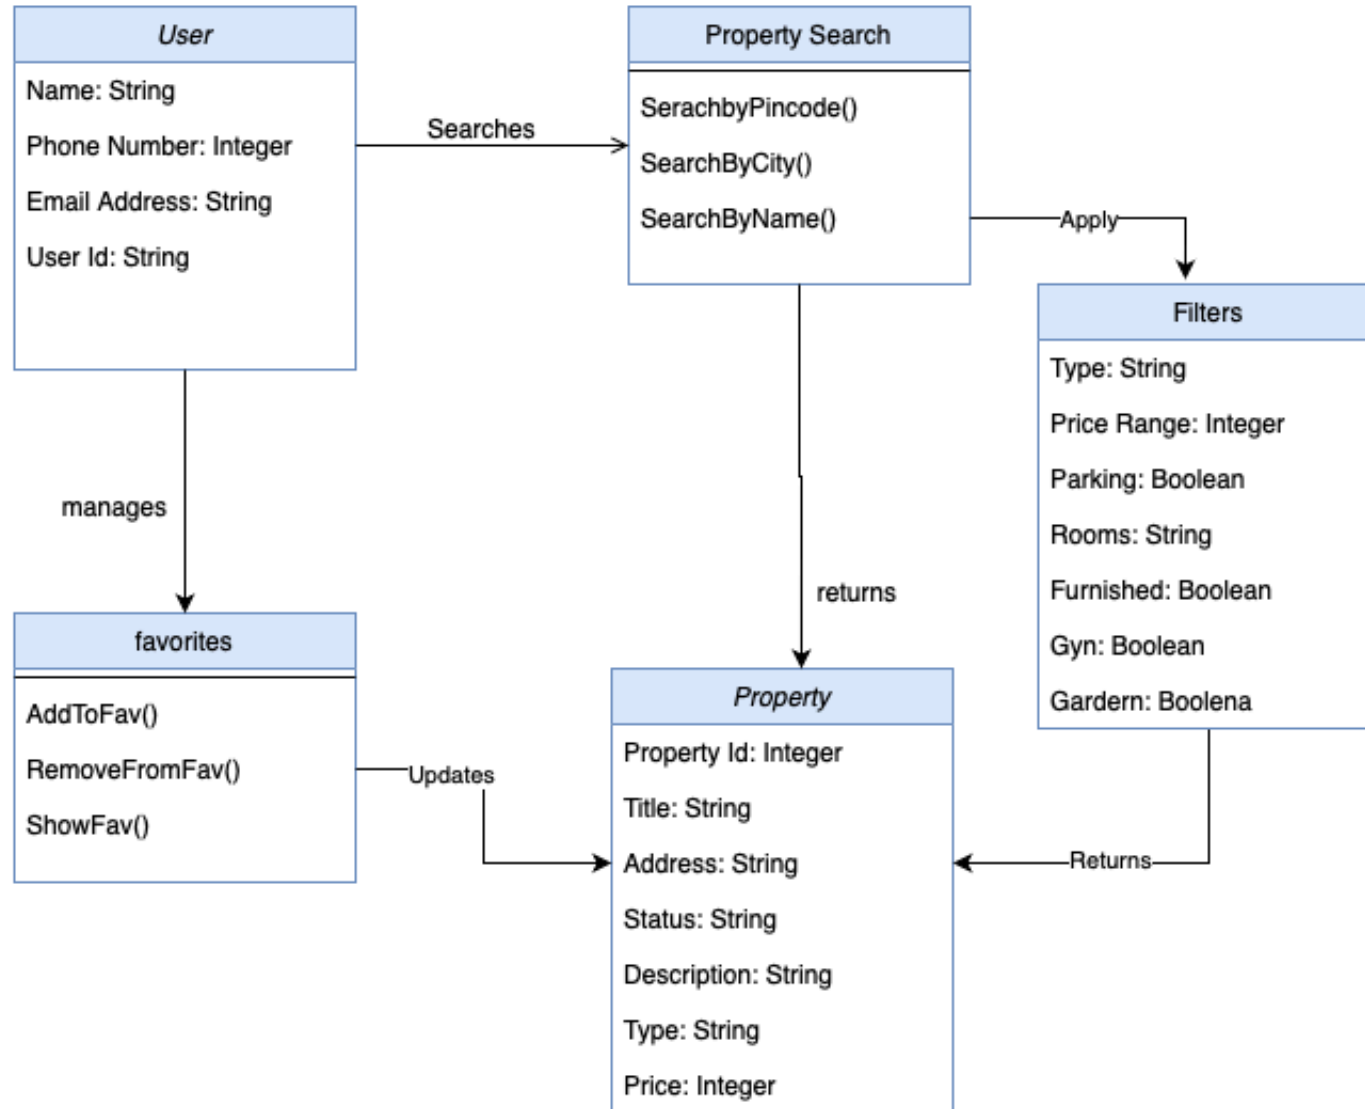 User
Name: String
Phone Number: Integer
Email Address: String
User Id: String
Searches
Property Search
SerachbyPincode()
SearchByCity()
SearchByName()
Apply
Filters
Type: String
Price Range: Integer
Parking: Boolean
Rooms: String
Furnished: Boolean
Gyn: Boolean
Gardern: Boolena
manages
returns
favorites
AddToFav()
RemoveFromFav()
ShowFav()
Updates
Property
Property Id: Integer
Title: String
Address: String
Status: String
Description: String
Type: String
Price: Integer
Returns